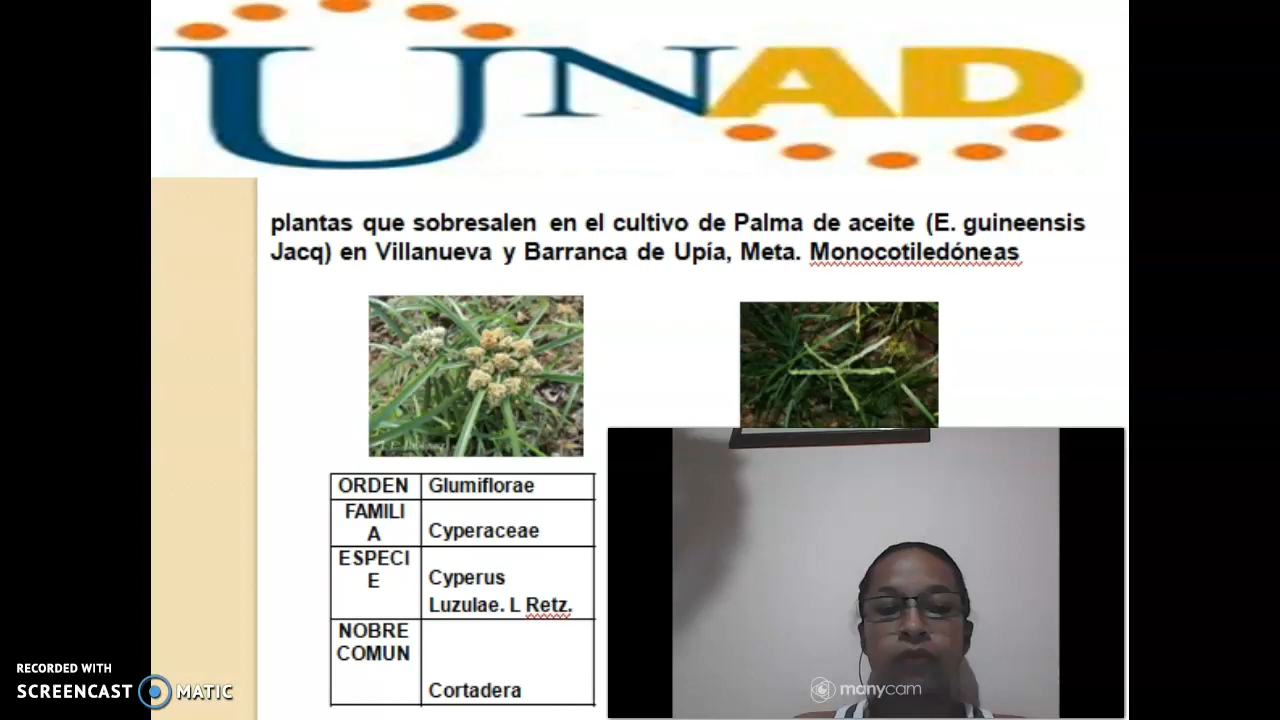 UNAD
plantas que sobresalen en el cultivo de Palma de aceite (E. guineensis
Jacq) en Villanueva y Barranca de Upía, Meta. Monocotiledóneas
ORDEN Glumiflorae
FAMILI
A Cyperaceae
ESPECI
E Cyperus
Luzulae. L Retz.
NOBRE
COMUN
Cortadera
RECORDED WITH
SCREENCAST MATIC
manycam